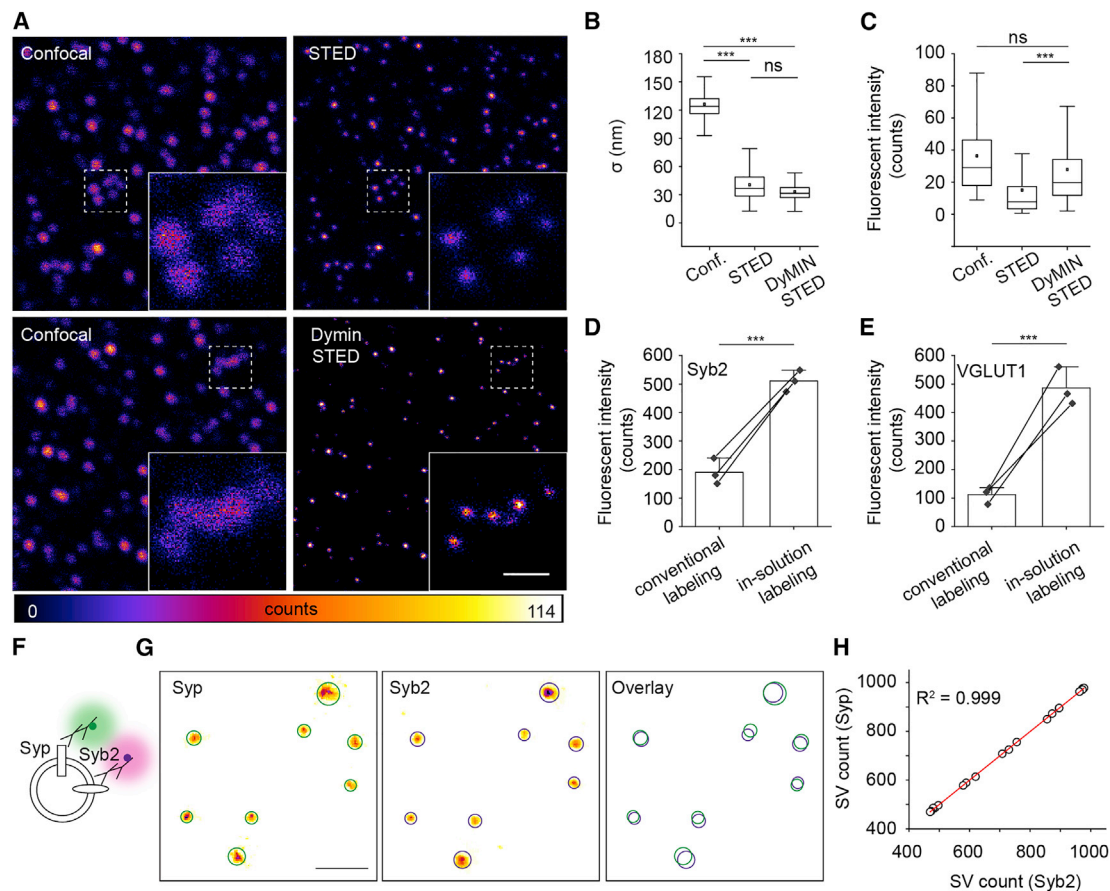 A
Confocal
STED
Confocal
Dymin
STED
0
counts
114
B
σ (nm)
180
150
120
90
60
30
0
***
***
ns
Conf.
STED
DyMIN
STED
C
Fluorescent intensity
(counts)
100
80
60
40
20
0
ns
***
Conf.
STED
DyMIN
STED
D
Fluorescent intensity
(counts)
600
500
400
300
200
100
0
***
Syb2
conventional
labeling
in-solution
labeling
E
Fluorescent intensity
(counts)
600
500
400
300
200
100
0
***
VGLUT1
conventional
labeling
in-solution
labeling
F
Syp
Syb2
G
Syp
Syb2
Overlay
H
SV count (Syp)
1000
800
600
400
R² = 0.999
400
600
800
1000
SV count (Syb2)